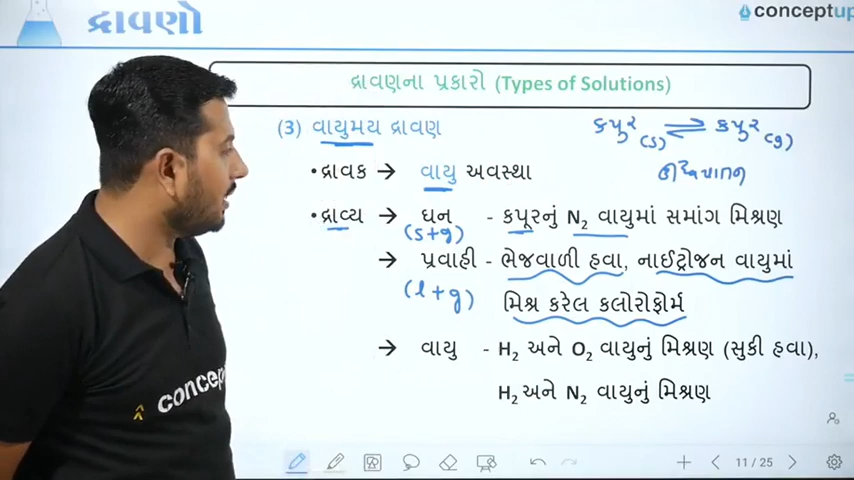 દ્રાવણો
conceptup
દ્રાવણના પ્રકારો (Types of Solutions)
(3) વાયુમય દ્રાવણ
કપુર (s) ⇌ કપુર (g)
ઊર્ધ્વપાતન
•દ્રાવક → વાયુ અવસ્થા
•દ્રાવ્ય → ઘન - કપૂરનું N2 વાયુમાં સમાંગ મિશ્રણ
(s+g)
→ પ્રવાહી - ભેજવાળી હવા, નાઈટ્રોજન વાયુમાં
(l+g) મિશ્ર કરેલ ક્લોરોફોર્મ
→ વાયુ - H2 અને O2 વાયુનું મિશ્રણ (સુકી હવા),
H2 અને N2 વાયુનું મિશ્રણ
concep
11 / 25